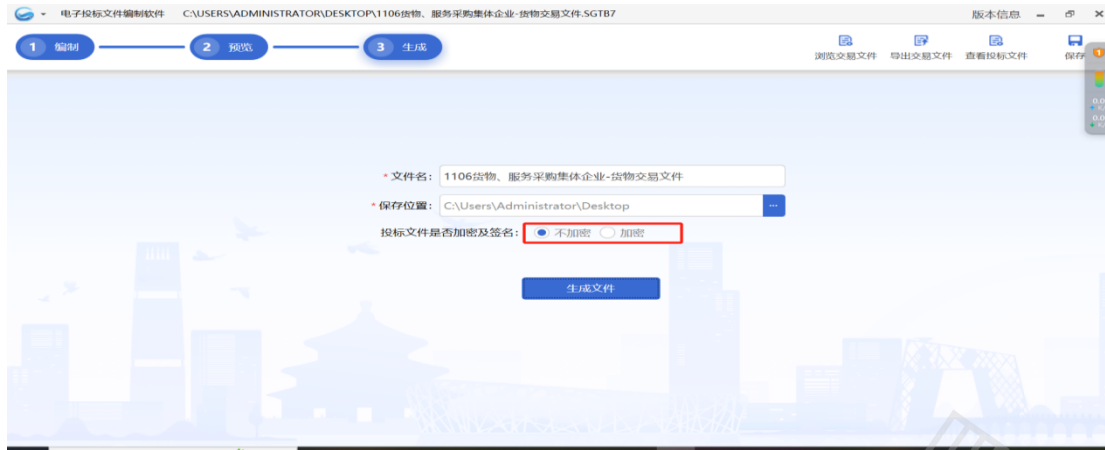 电子投标文件编制软件 C:\USERS\ADMINISTRATOR\DESKTOP\1106货物、服务采购集体企业-货物交易文件.SGTB7 版本信息
1 编制 2 预览 3 生成
浏览交易文件 导出交易文件 查看投标文件 保存
* 文件名: 1106货物、服务采购集体企业-货物交易文件
* 保存位置: C:\Users\Administrator\Desktop ...
投标文件是否加密及签名: 不加密 加密
生成文件